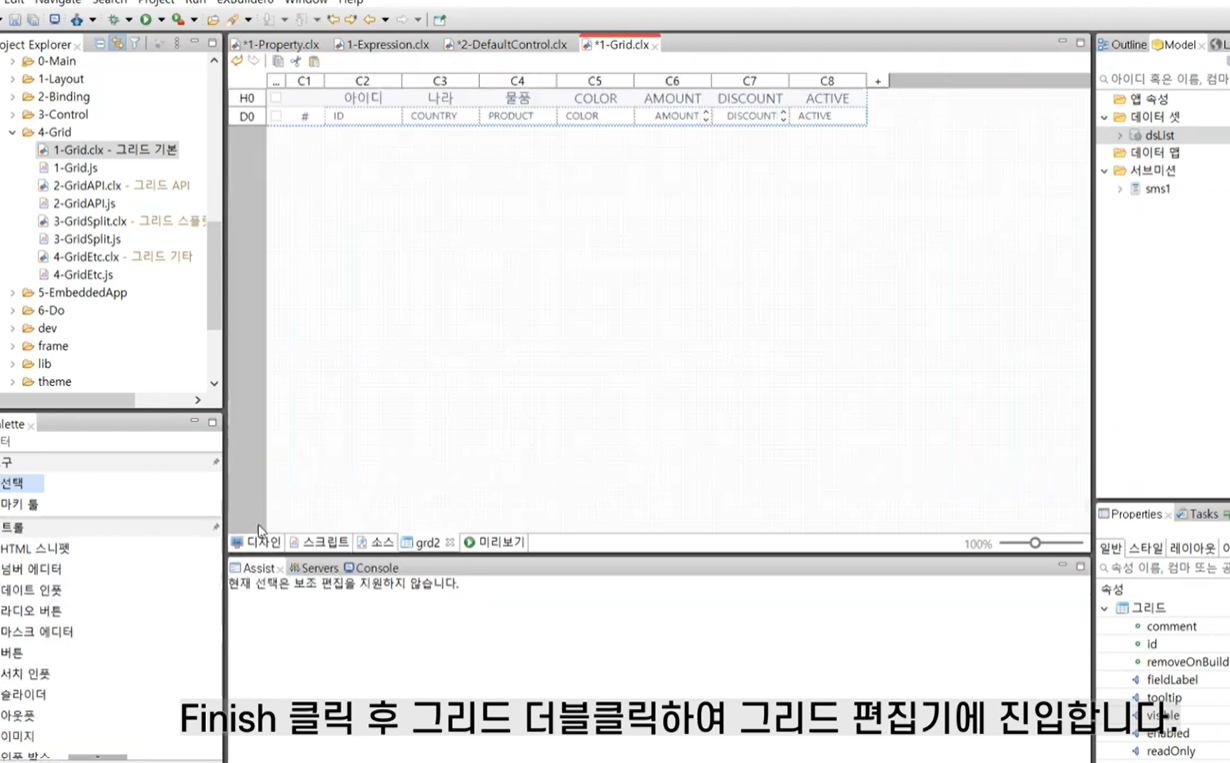 Edit Navigate Search Project Run eXBuilder6 Window Help
Project Explorer
0-Main
1-Layout
2-Binding
3-Control
4-Grid
1-Grid.clx - 그리드 기본
1-Grid.js
2-GridAPI.clx - 그리드 API
2-GridAPI.js
3-GridSplit.clx - 그리드 스플릿
3-GridSplit.js
4-GridEtc.clx - 그리드 기타
4-GridEtc.js
5-EmbeddedApp
6-Do
dev
frame
lib
theme
*1-Property.clx 1-Expression.clx *2-DefaultControl.clx *1-Grid.clx
... C1 C2 C3 C4 C5 C6 C7 C8 +
H0 아이디 나라 물품 COLOR AMOUNT DISCOUNT ACTIVE
D0 # ID COUNTRY PRODUCT COLOR AMOUNT DISCOUNT ACTIVE
디자인 스크립트 소스 grd2 미리보기 100%
Assist Servers Console
현재 선택은 보조 편집을 지원하지 않습니다.
Outline Model
아이디 혹은 이름, 컴마
앱 속성
데이터 셋
dsList
데이터 맵
서브미션
sms1
Properties Tasks
일반 스타일 레이아웃
속성 이름, 컴마 또는 공
속성
그리드
comment
id
removeOnBuild
fieldLabel
tooltip
visible
enabled
readOnly
lette
터
구
선택
마키 툴
트롤
HTML 스니펫
넘버 에디터
데이트 인풋
라디오 버튼
마스크 에디터
버튼
서치 인풋
슬라이더
아웃풋
이미지
인풋 박스
Finish 클릭 후 그리드 더블클릭하여 그리드 편집기에 진입합니다.